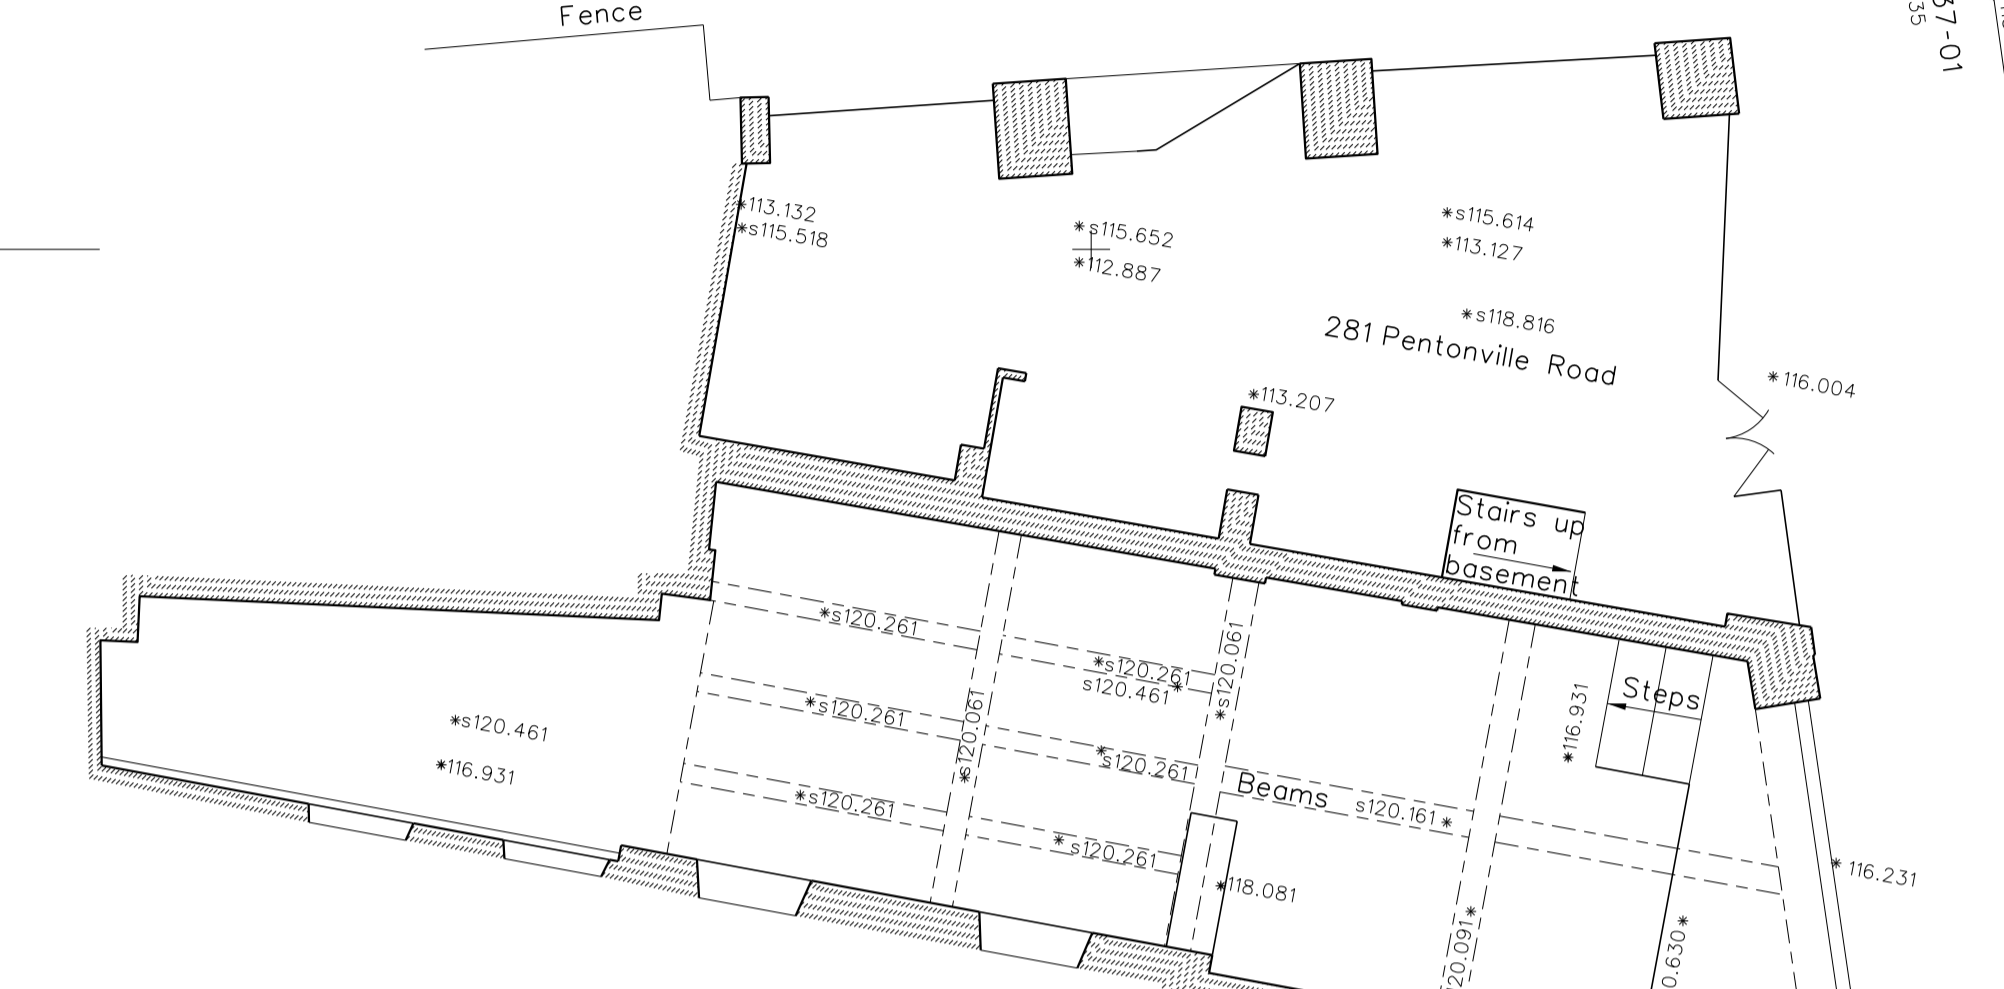 Fence
37-01
35
*113.132
*s115.518
*s115.652
*112.887
*s115.614
*113.127
*s118.816
281 Pentonville Road
*116.004
*113.207
Stairs up
from
basement
*s120.261
*s120.261
s120.461*
*s120.061
*116.931
Steps
*s120.461
*116.931
*s120.261
*s120.061
*s120.261
*s120.261
Beams
s120.161*
*s120.261
*118.081
*116.231
20.091*
0.630*